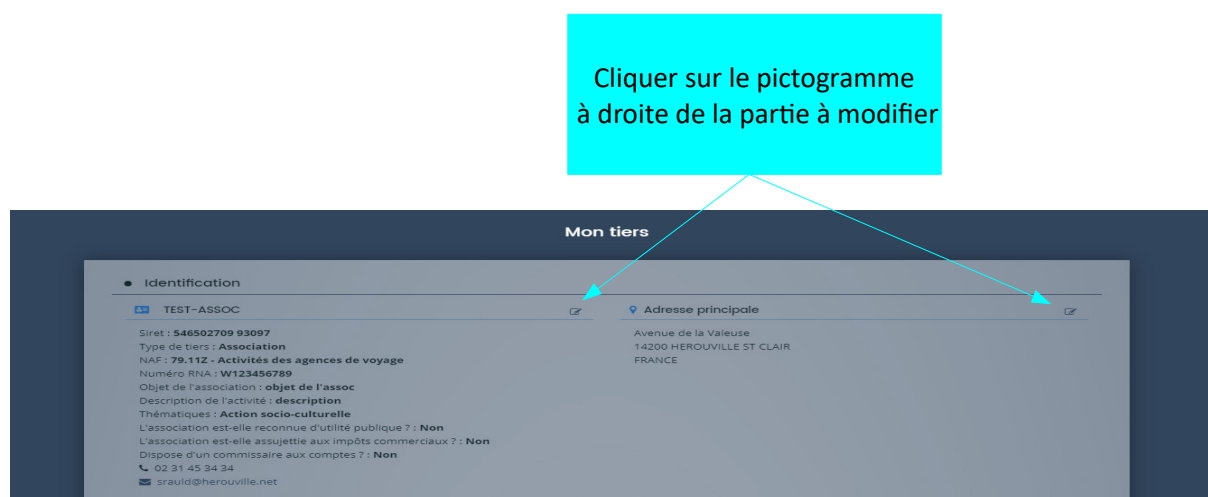 Cliquer sur le pictogramme
à droite de la partie à modifier
Mon tiers
Identification
TEST-ASSOC
Siret : 546502709 93097
Type de tiers : Association
NAF : 79.11Z - Activités des agences de voyage
Numéro RNA : W123456789
Objet de l'association : objet de l'assoc
Description de l'activité : description
Thématiques : Action socio-culturelle
L'association est-elle reconnue d'utilité publique ? : Non
L'association est-elle assujettie aux impôts commerciaux ? : Non
Dispose d'un commissaire aux comptes ? : Non
02 31 45 34 34
srauld@herouville.net
Adresse principale
Avenue de la Valeuse
14200 HEROUVILLE ST CLAIR
FRANCE